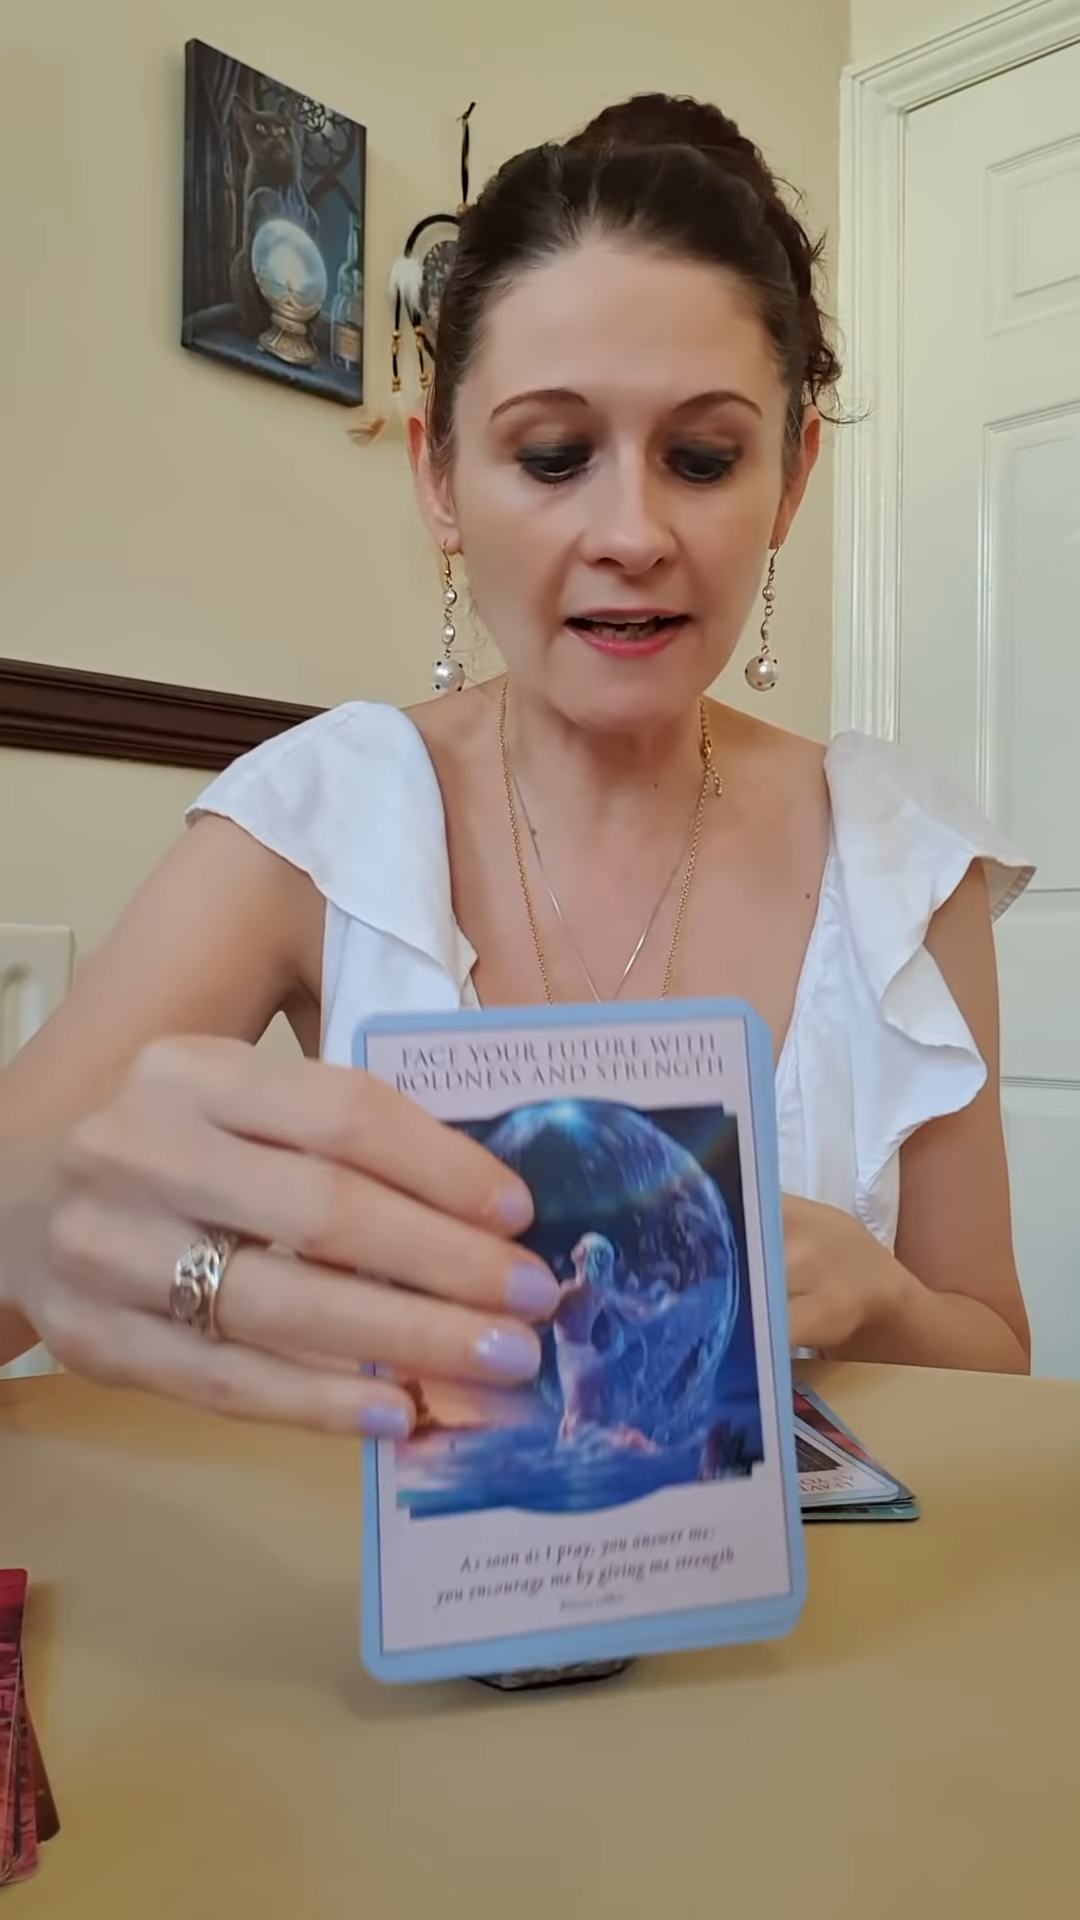 FACE YOUR FUTURE WITH
BOLDNESS AND STRENGTH
As soon as I pray, you answer me;
you encourage me by giving me strength